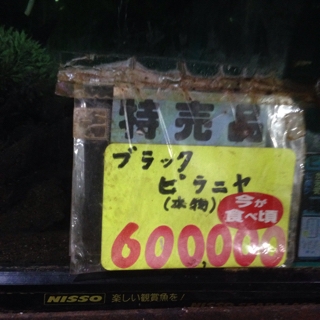 特売品
ブラック
ピラニヤ
(本物)
今が
食べ頃
600000
NISSO 楽しい観賞魚を!